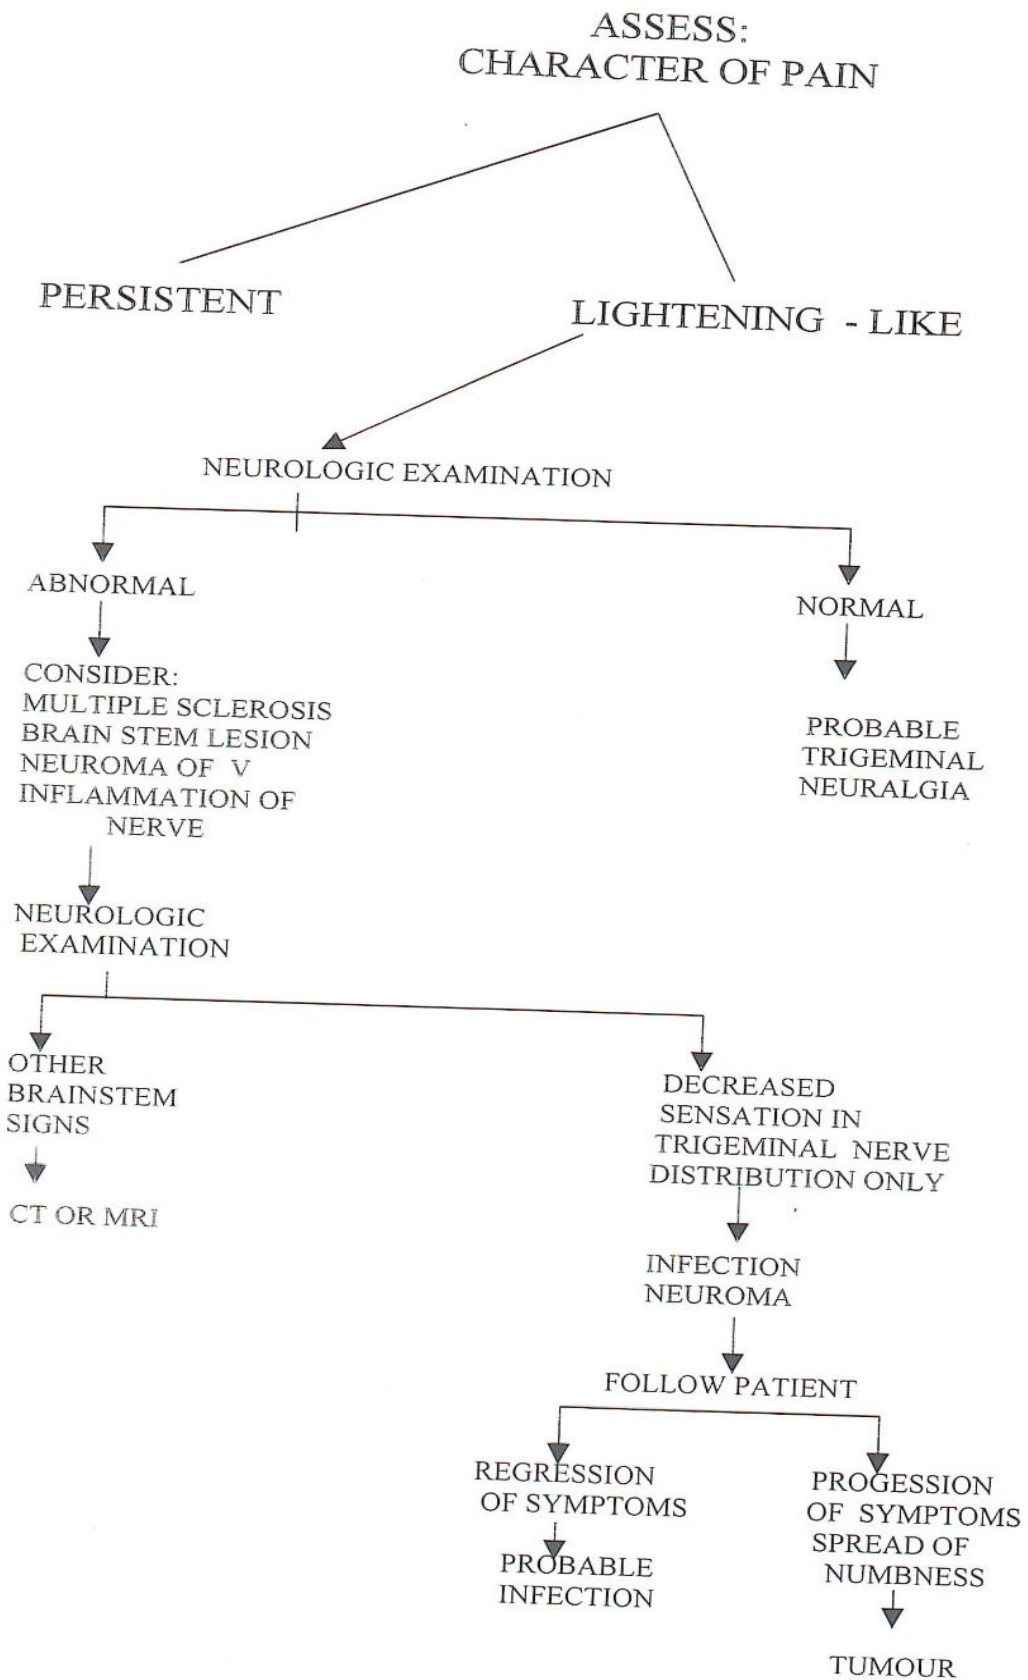 ASSESS:
CHARACTER OF PAIN
PERSISTENT
LIGHTENING - LIKE
NEUROLOGIC EXAMINATION
ABNORMAL
NORMAL
CONSIDER:
MULTIPLE SCLEROSIS
BRAIN STEM LESION
NEUROMA OF V
INFLAMMATION OF
NERVE
PROBABLE
TRIGEMINAL
NEURALGIA
NEUROLOGIC
EXAMINATION
OTHER
BRAINSTEM
SIGNS
CT OR MRI
DECREASED
SENSATION IN
TRIGEMINAL NERVE
DISTRIBUTION ONLY
INFECTION
NEUROMA
FOLLOW PATIENT
REGRESSION
OF SYMPTOMS
PROBABLE
INFECTION
PROGESSION
OF SYMPTOMS
SPREAD OF
NUMBNESS
TUMOUR